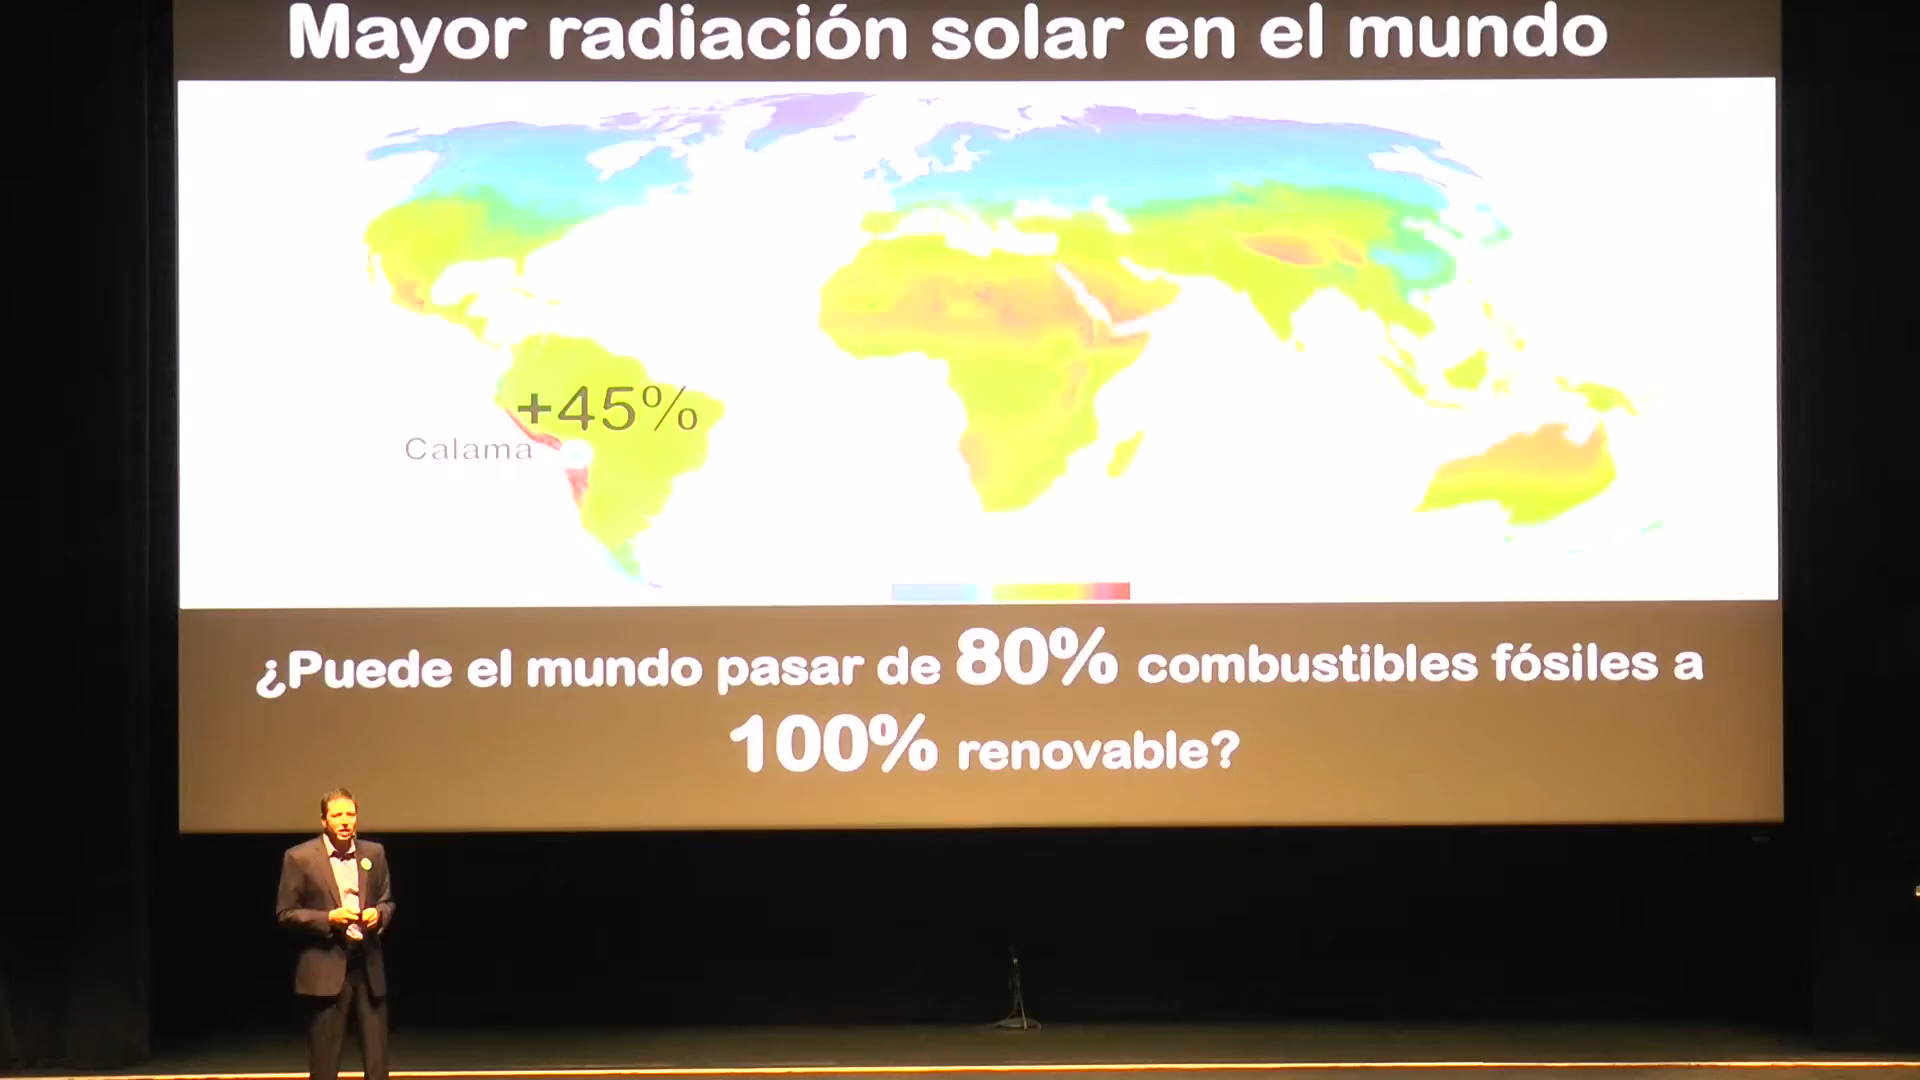 Mayor radiación solar en el mundo
+45%
Calama
¿Puede el mundo pasar de 80% combustibles fósiles a
100% renovable?